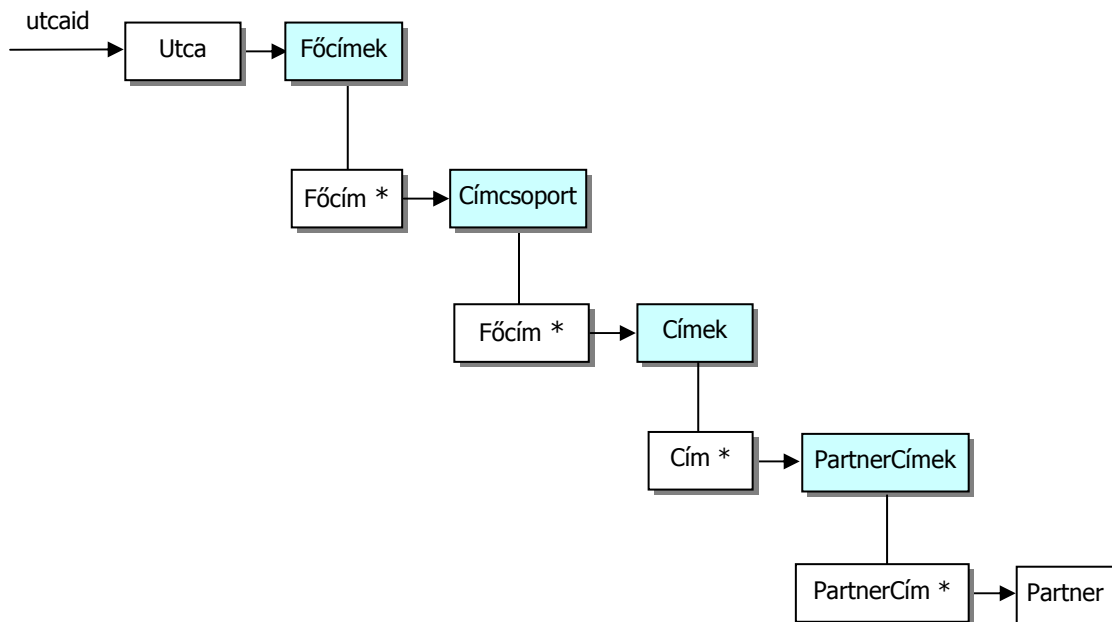 utcaid
Utca
Főcímek
Főcím *
Címcsoport
Főcím *
Címek
Cím *
PartnerCímek
PartnerCím *
Partner